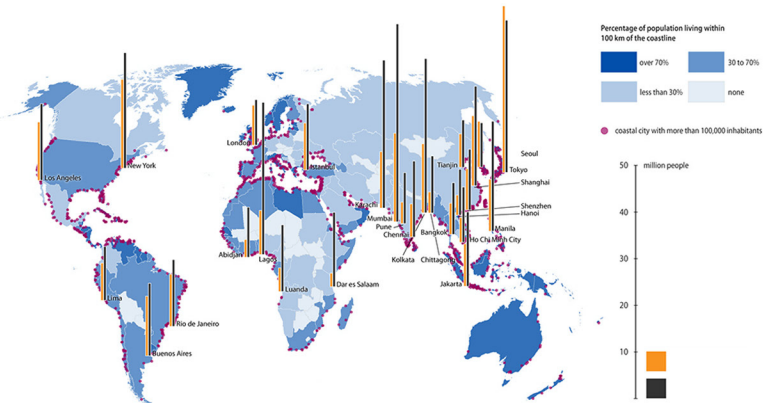 Percentage of population living within
100 km of the coastline
over 70%
30 to 70%
less than 30%
none
coastal city with more than 100,000 inhabitants
50
million people
40
30
20
10
London
New York
Los Angeles
Istanbul
Tianjin
Seoul
Tokyo
Shanghai
Karachi
Mumbai
Pune
Chennai
Kolkata
Bangkok
Chittagong
Shenzhen
Hanoi
Manila
Ho Chi Minh City
Jakarta
Abidjan
Lagos
Luanda
Dar es Salaam
Lima
Rio de Janeiro
Buenos Aires